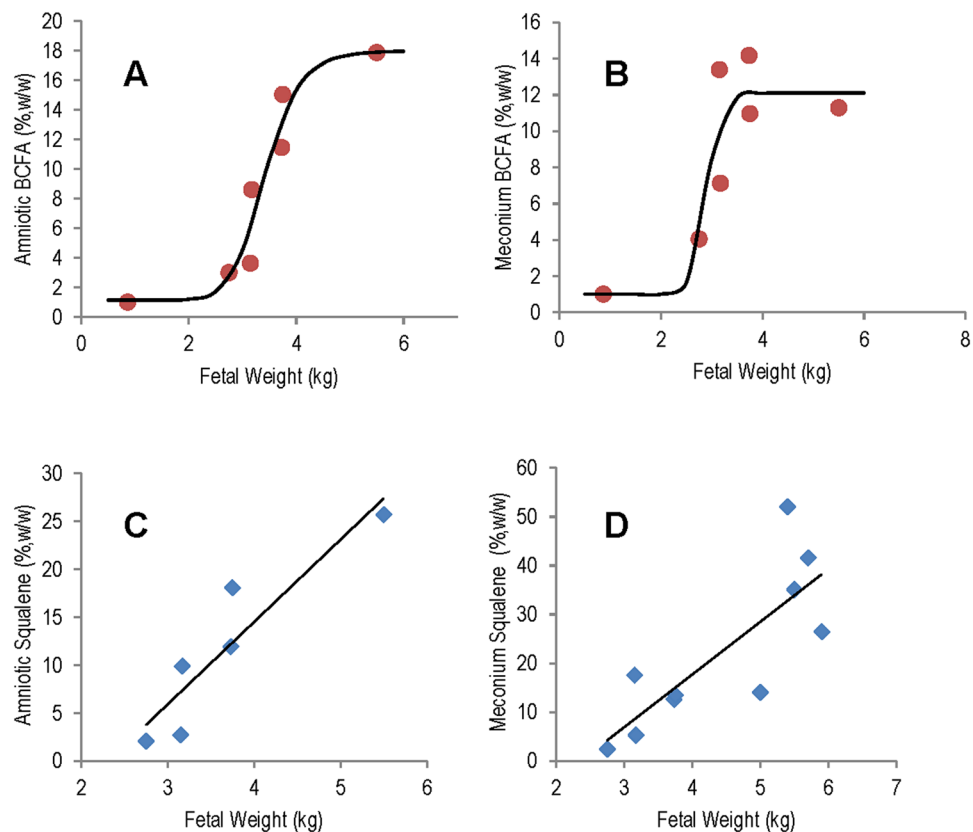 A
Amniotic BCFA (%,w/w)
20
18
16
14
12
10
8
6
4
2
0
0 2 4 6
Fetal Weight (kg)
B
Meconium BCFA (%,w/w)
16
14
12
10
8
6
4
2
0
0 2 4 6 8
Fetal Weight (kg)
C
Amniotic Squalene (%,w/w)
30
25
20
15
10
5
0
2 3 4 5 6
Fetal Weight (kg)
D
Meconium Squalene (%,w/w)
60
50
40
30
20
10
0
2 3 4 5 6 7
Fetal Weight (kg)